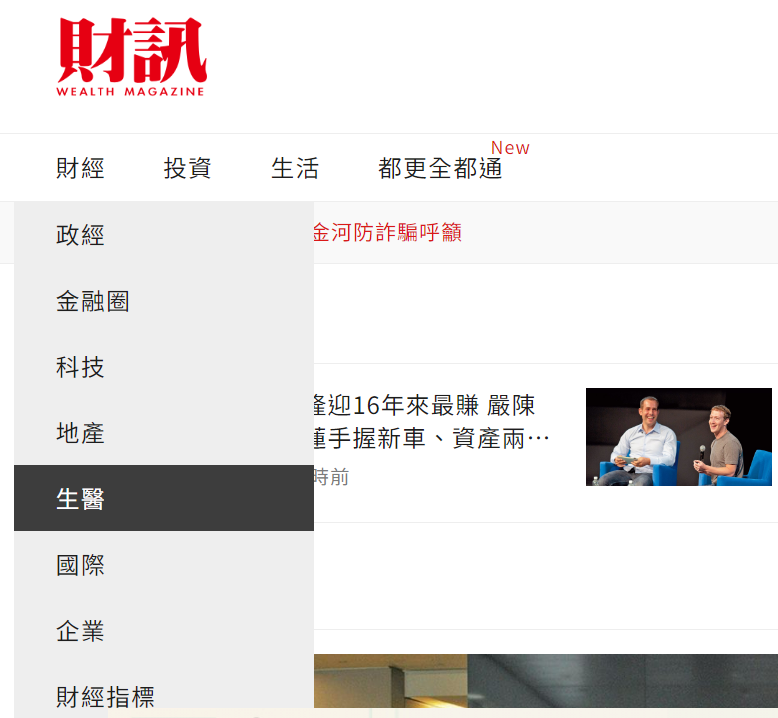 財訊
WEALTH MAGAZINE
New
財經 投資 生活 都更全都通
政經
金河防詐騙呼籲
金融圈
科技
隆迎16年來最賺 嚴陳
地產
蓮手握新車、資產兩…
時前
生醫
國際
企業
財經指標